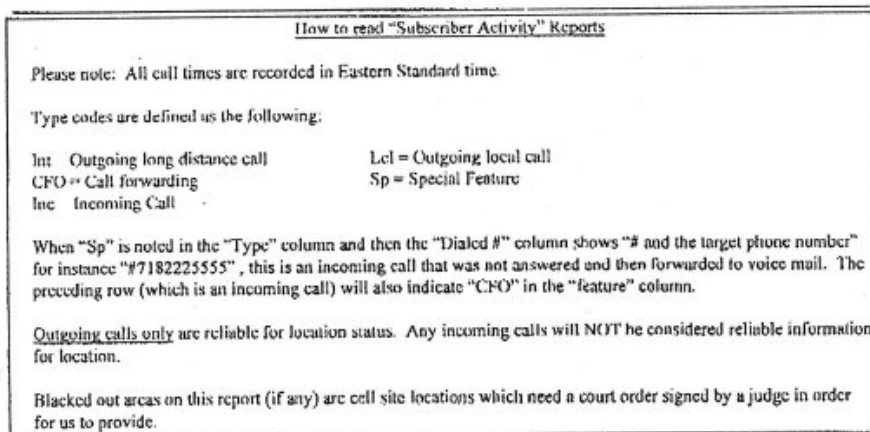 How to read "Subscriber Activity" Reports
Please note: All call times are recorded in Eastern Standard time.
Type codes are defined as the following:
Int Outgoing long distance call Lcl = Outgoing local call
CFO = Call forwarding Sp = Special Feature
Inc Incoming Call
When "Sp" is noted in the "Type" column and then the "Dialed #" column shows "# and the target phone number"
for instance "#7182225555" , this is an incoming call that was not answered and then forwarded to voice mail. The
preceding row (which is an incoming call) will also indicate "CFO" in the "feature" column.
Outgoing calls only are reliable for location status. Any incoming calls will NOT be considered reliable information
for location.
Blacked out areas on this report (if any) are cell site locations which need a court order signed by a judge in order
for us to provide.